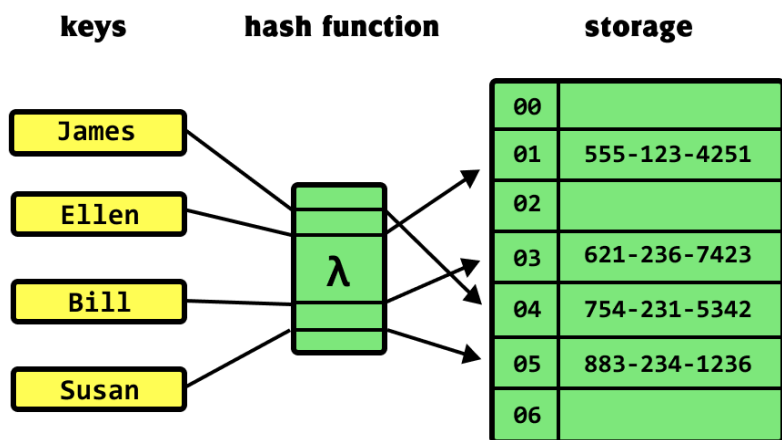 keys hash function storage
James
Ellen
Bill
Susan
λ
00
01 555-123-4251
02
03 621-236-7423
04 754-231-5342
05 883-234-1236
06